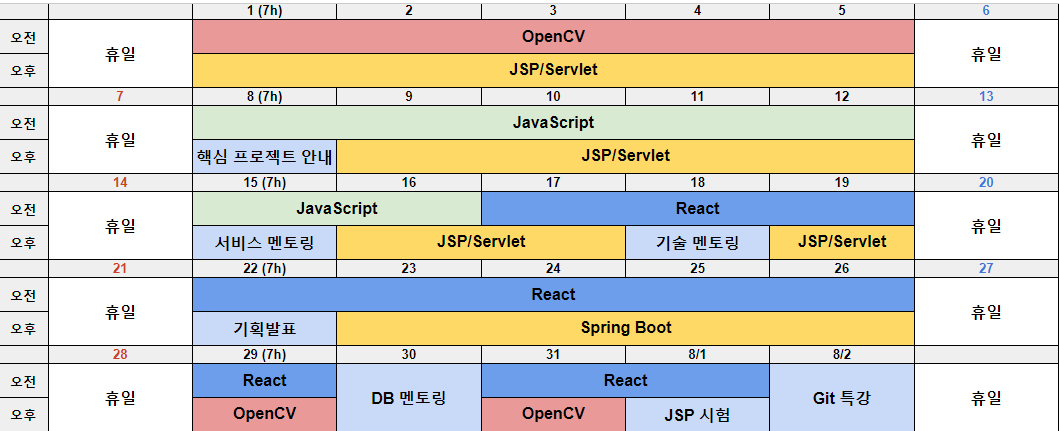 1 (7h) 2 3 4 5 6
오전 휴일 OpenCV 휴일
오후 JSP/Servlet
7 8 (7h) 9 10 11 12 13
오전 휴일 JavaScript 휴일
오후 핵심 프로젝트 안내 JSP/Servlet
14 15 (7h) 16 17 18 19 20
오전 휴일 JavaScript React 휴일
오후 서비스 멘토링 JSP/Servlet 기술 멘토링 JSP/Servlet
21 22 (7h) 23 24 25 26 27
오전 휴일 React 휴일
오후 기획발표 Spring Boot
28 29 (7h) 30 31 8/1 8/2
오전 휴일 React DB 멘토링 React Git 특강 휴일
오후 OpenCV OpenCV JSP 시험